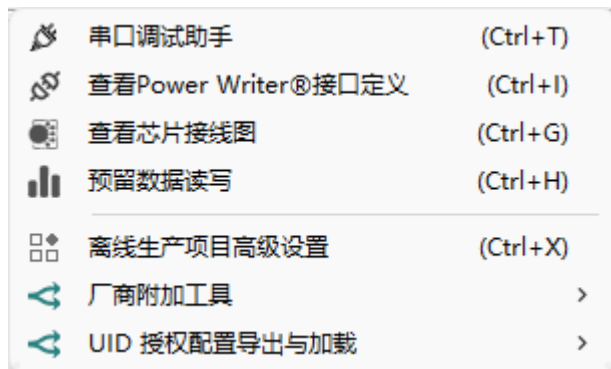 串口调试助手 (Ctrl+T)
查看Power Writer®接口定义 (Ctrl+I)
查看芯片接线图 (Ctrl+G)
预留数据读写 (Ctrl+H)
离线生产项目高级设置 (Ctrl+X)
厂商附加工具
UID 授权配置导出与加载